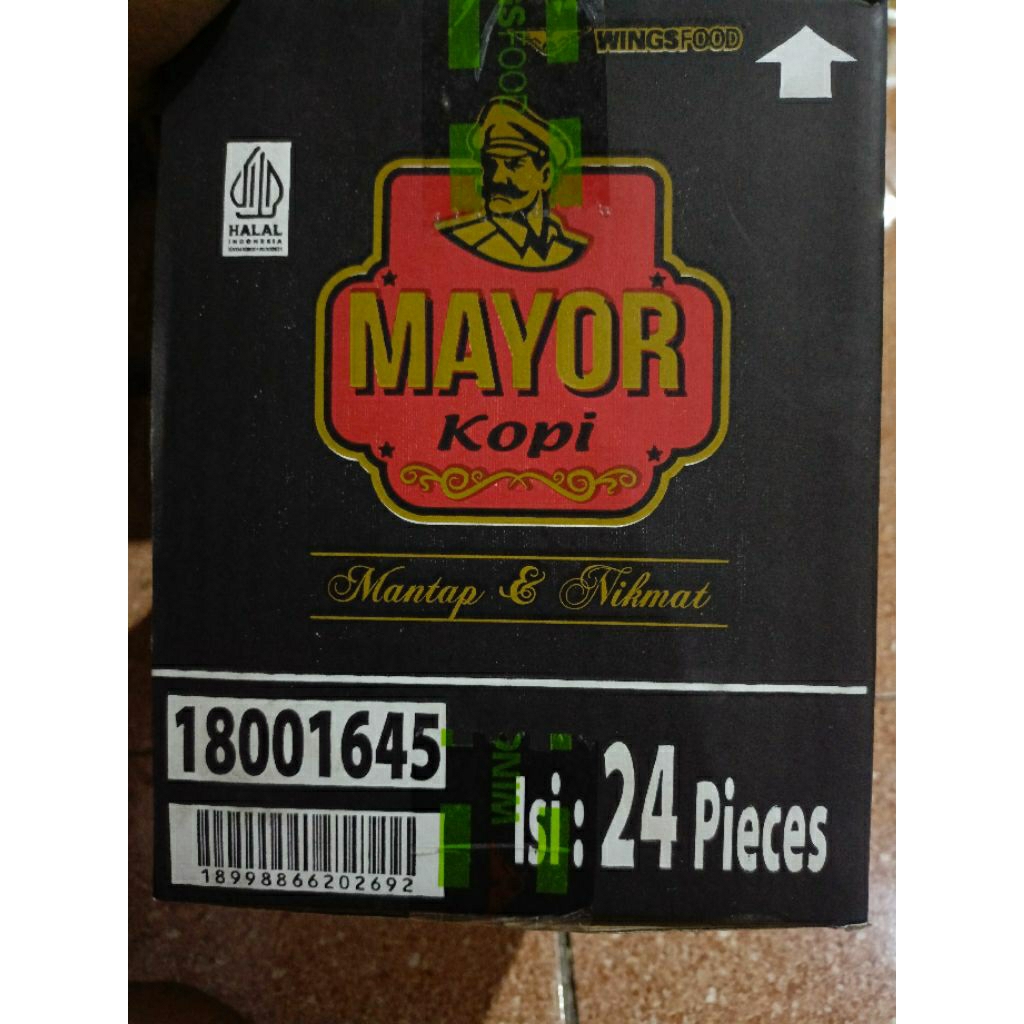 WINGSFOOD
HALAL
INDONESIA
MAYOR
Kopi
Mantap & Nikmat
18001645
Isi : 24 Pieces
18998866202692